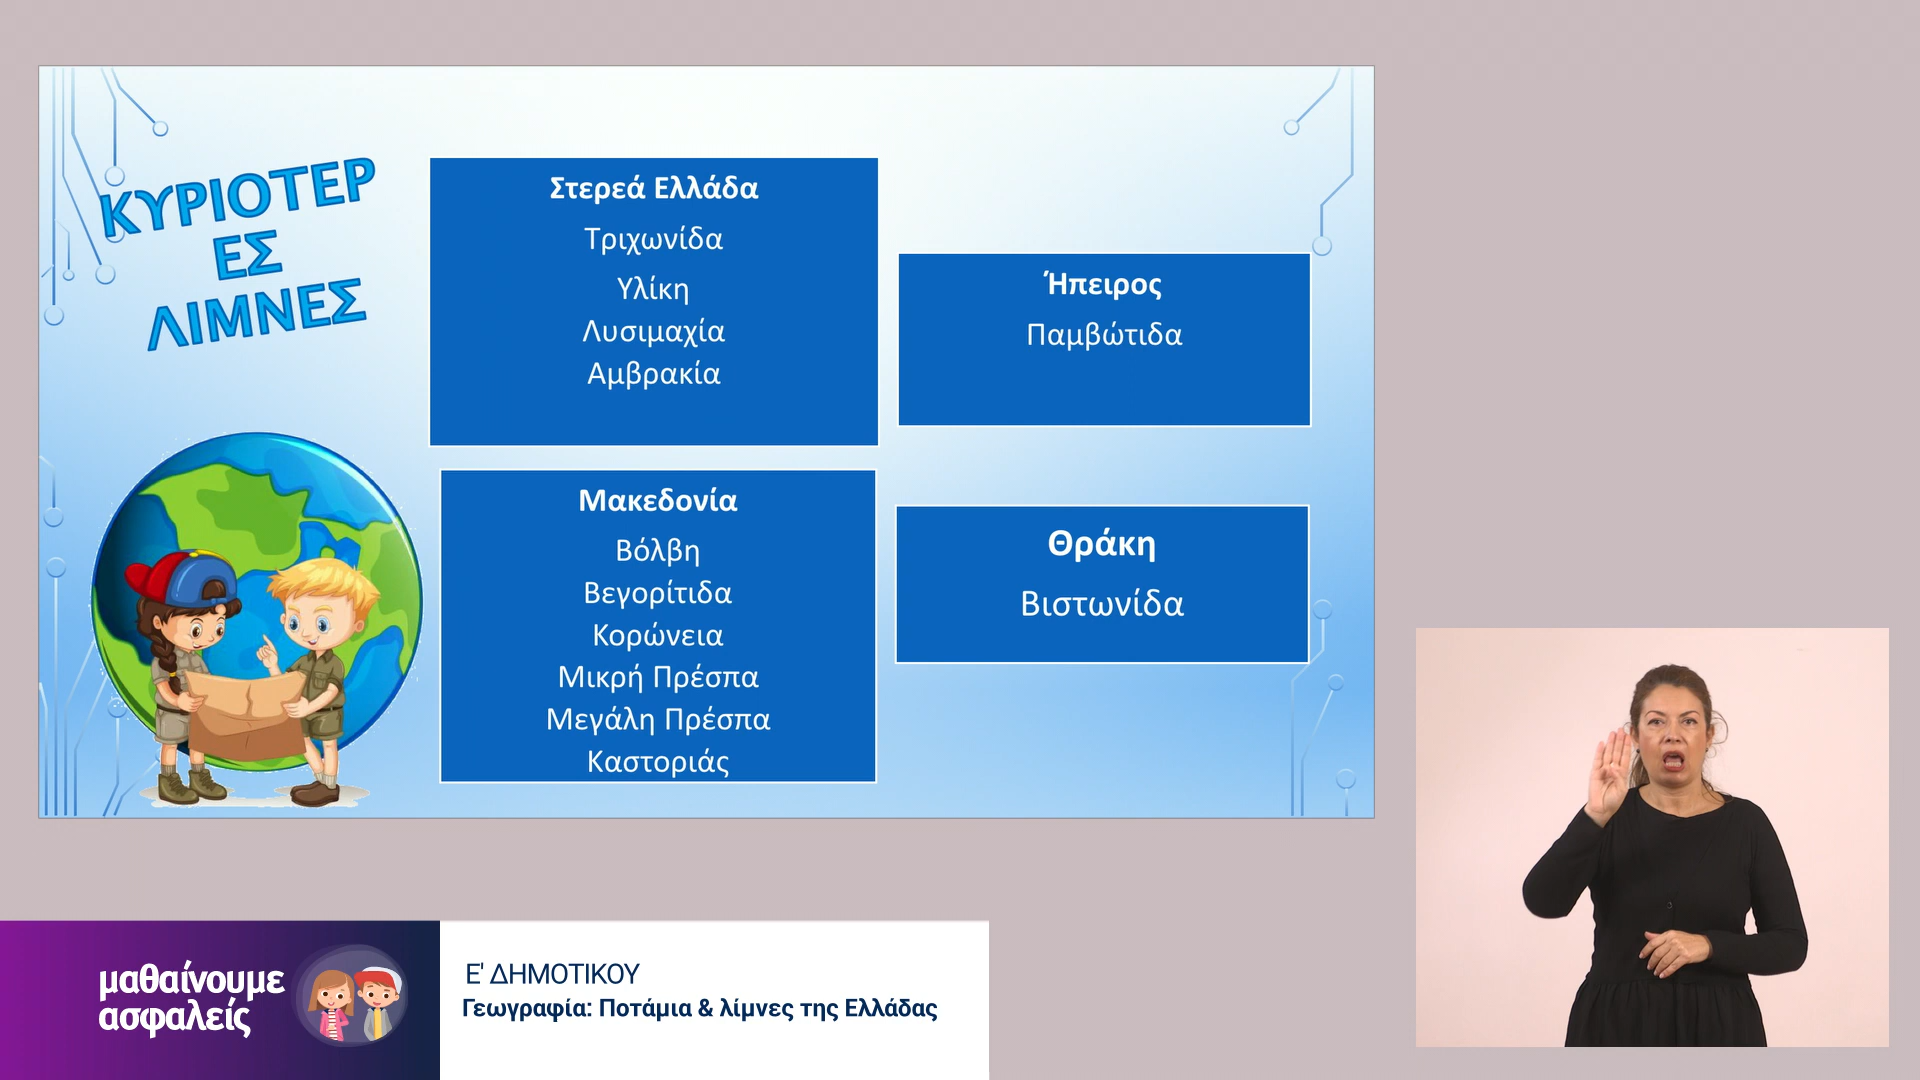 ΚΥΡΙΟΤΕΡ
ΕΣ
ΛΙΜΝΕΣ
Στερεά Ελλάδα
Τριχωνίδα
Υλίκη
Λυσιμαχία
Αμβρακία
Ήπειρος
Παμβώτιδα
Μακεδονία
Βόλβη
Βεγορίτιδα
Κορώνεια
Μικρή Πρέσπα
Μεγάλη Πρέσπα
Καστοριάς
Θράκη
Βιστωνίδα
μαθαίνουμε
ασφαλείς
Ε' ΔΗΜΟΤΙΚΟΥ
Γεωγραφία: Ποτάμια & λίμνες της Ελλάδας